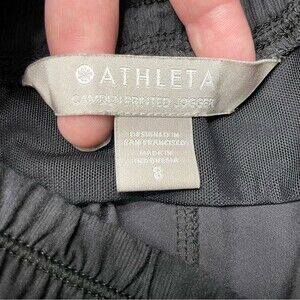 ATHLETA
CAMDEN PRINTED JOGGER
DESIGNED IN
SAN FRANCISCO
MADE IN
INDONESIA
8